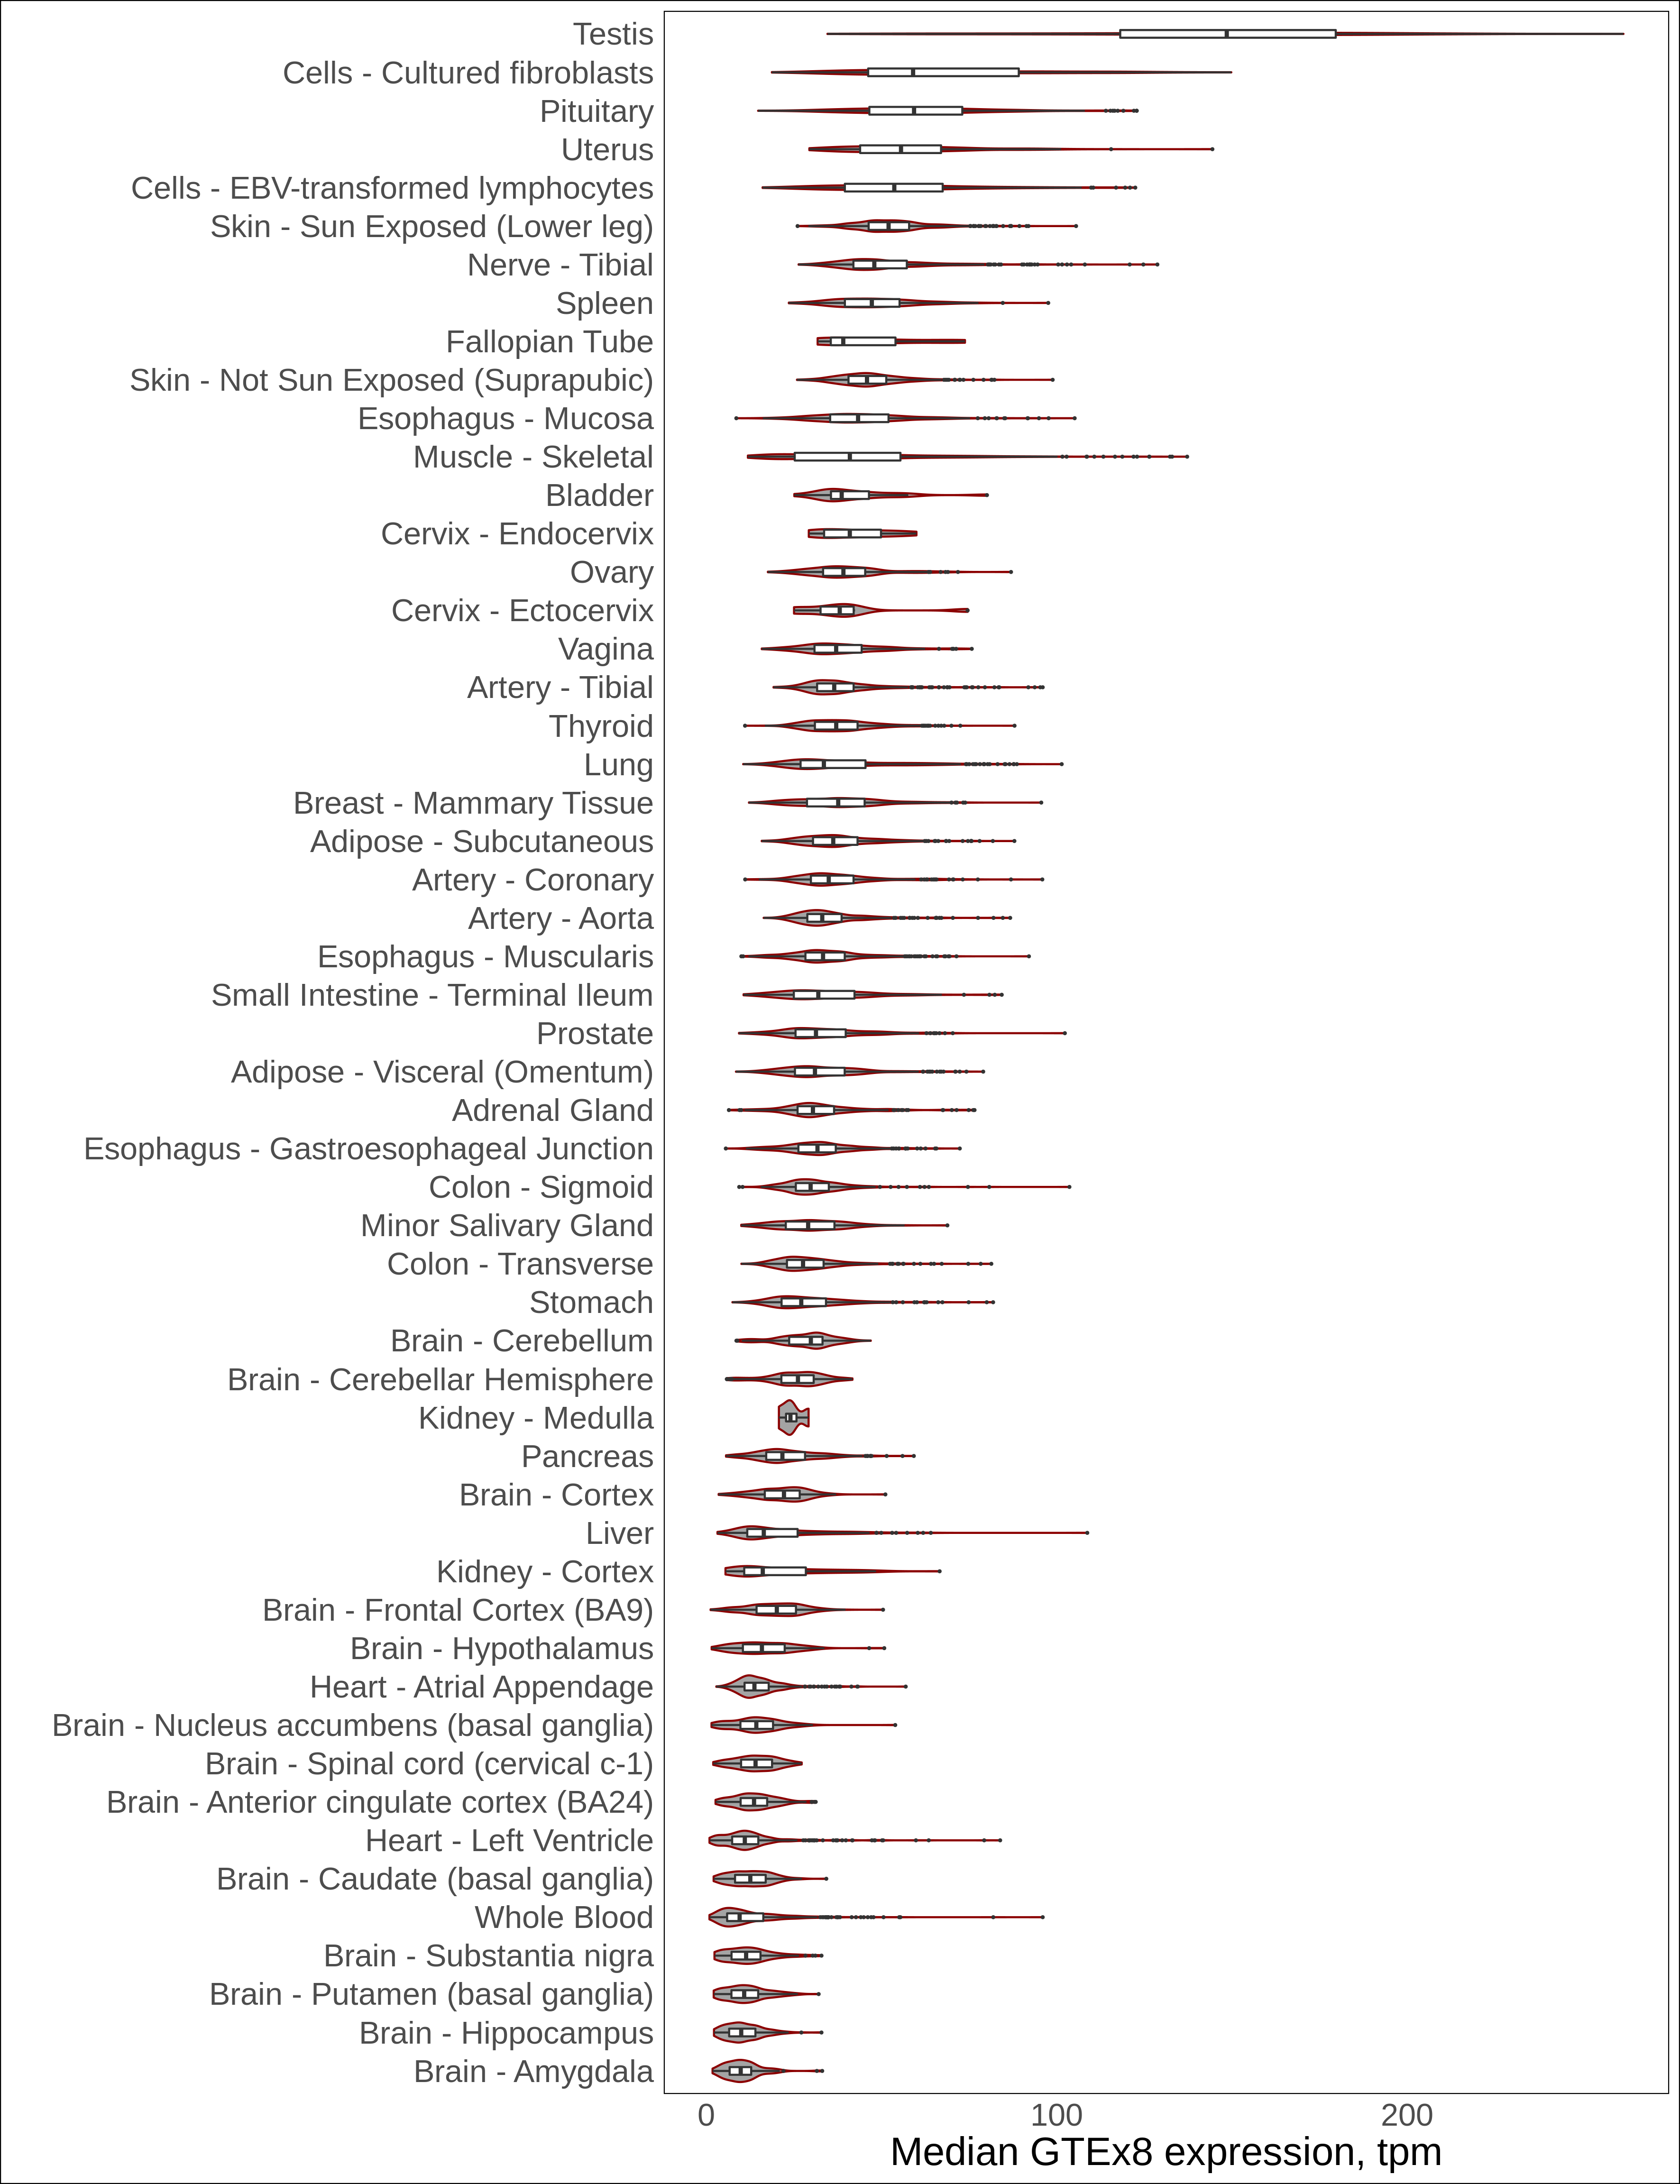 Testis
Cells - Cultured fibroblasts
Pituitary
Uterus
Cells - EBV-transformed lymphocytes
Skin - Sun Exposed (Lower leg)
Nerve - Tibial
Spleen
Fallopian Tube
Skin - Not Sun Exposed (Suprapubic)
Esophagus - Mucosa
Muscle - Skeletal
Bladder
Cervix - Endocervix
Ovary
Cervix - Ectocervix
Vagina
Artery - Tibial
Thyroid
Lung
Breast - Mammary Tissue
Adipose - Subcutaneous
Artery - Coronary
Artery - Aorta
Esophagus - Muscularis
Small Intestine - Terminal Ileum
Prostate
Adipose - Visceral (Omentum)
Adrenal Gland
Esophagus - Gastroesophageal Junction
Colon - Sigmoid
Minor Salivary Gland
Colon - Transverse
Stomach
Brain - Cerebellum
Brain - Cerebellar Hemisphere
Kidney - Medulla
Pancreas
Brain - Cortex
Liver
Kidney - Cortex
Brain - Frontal Cortex (BA9)
Brain - Hypothalamus
Heart - Atrial Appendage
Brain - Nucleus accumbens (basal ganglia)
Brain - Spinal cord (cervical c-1)
Brain - Anterior cingulate cortex (BA24)
Heart - Left Ventricle
Brain - Caudate (basal ganglia)
Whole Blood
Brain - Substantia nigra
Brain - Putamen (basal ganglia)
Brain - Hippocampus
Brain - Amygdala
0 100 200
Median GTEx8 expression, tpm